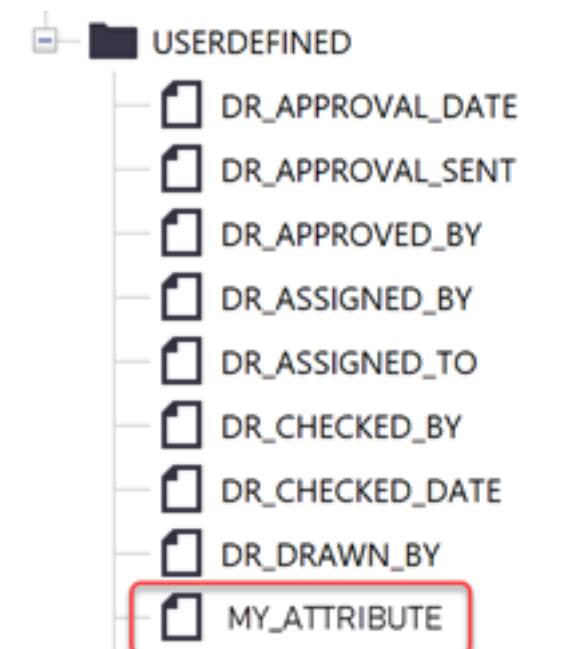 USERDEFINED
DR_APPROVAL_DATE
DR_APPROVAL_SENT
DR_APPROVED_BY
DR_ASSIGNED_BY
DR_ASSIGNED_TO
DR_CHECKED_BY
DR_CHECKED_DATE
DR_DRAWN_BY
MY_ATTRIBUTE